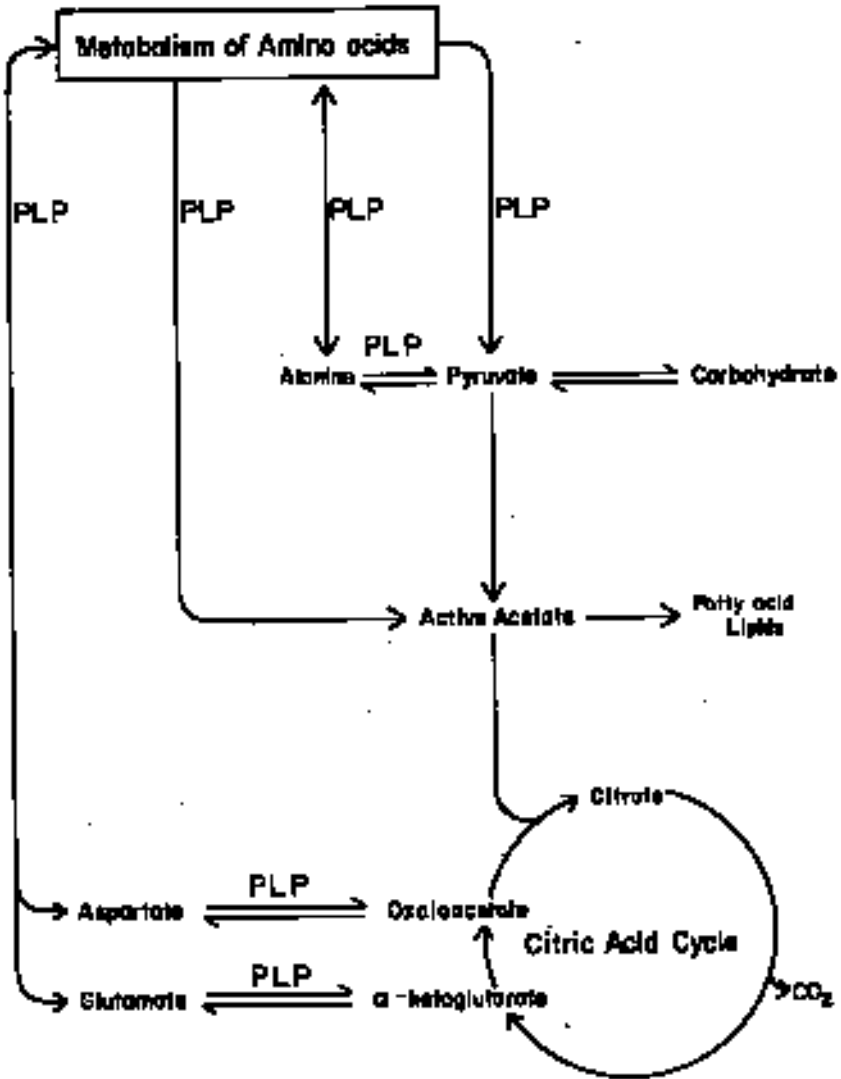 Metabolism of Amino acids
PLP
PLP
PLP
PLP
PLP
Alanine
Pyruvate
Carbohydrate
Active Acetate
Fatty acid
Lipids
Citrate
PLP
Aspartate
Oxaloacetate
Citric Acid Cycle
PLP
Glutamate
α-ketoglutarate
CO₂